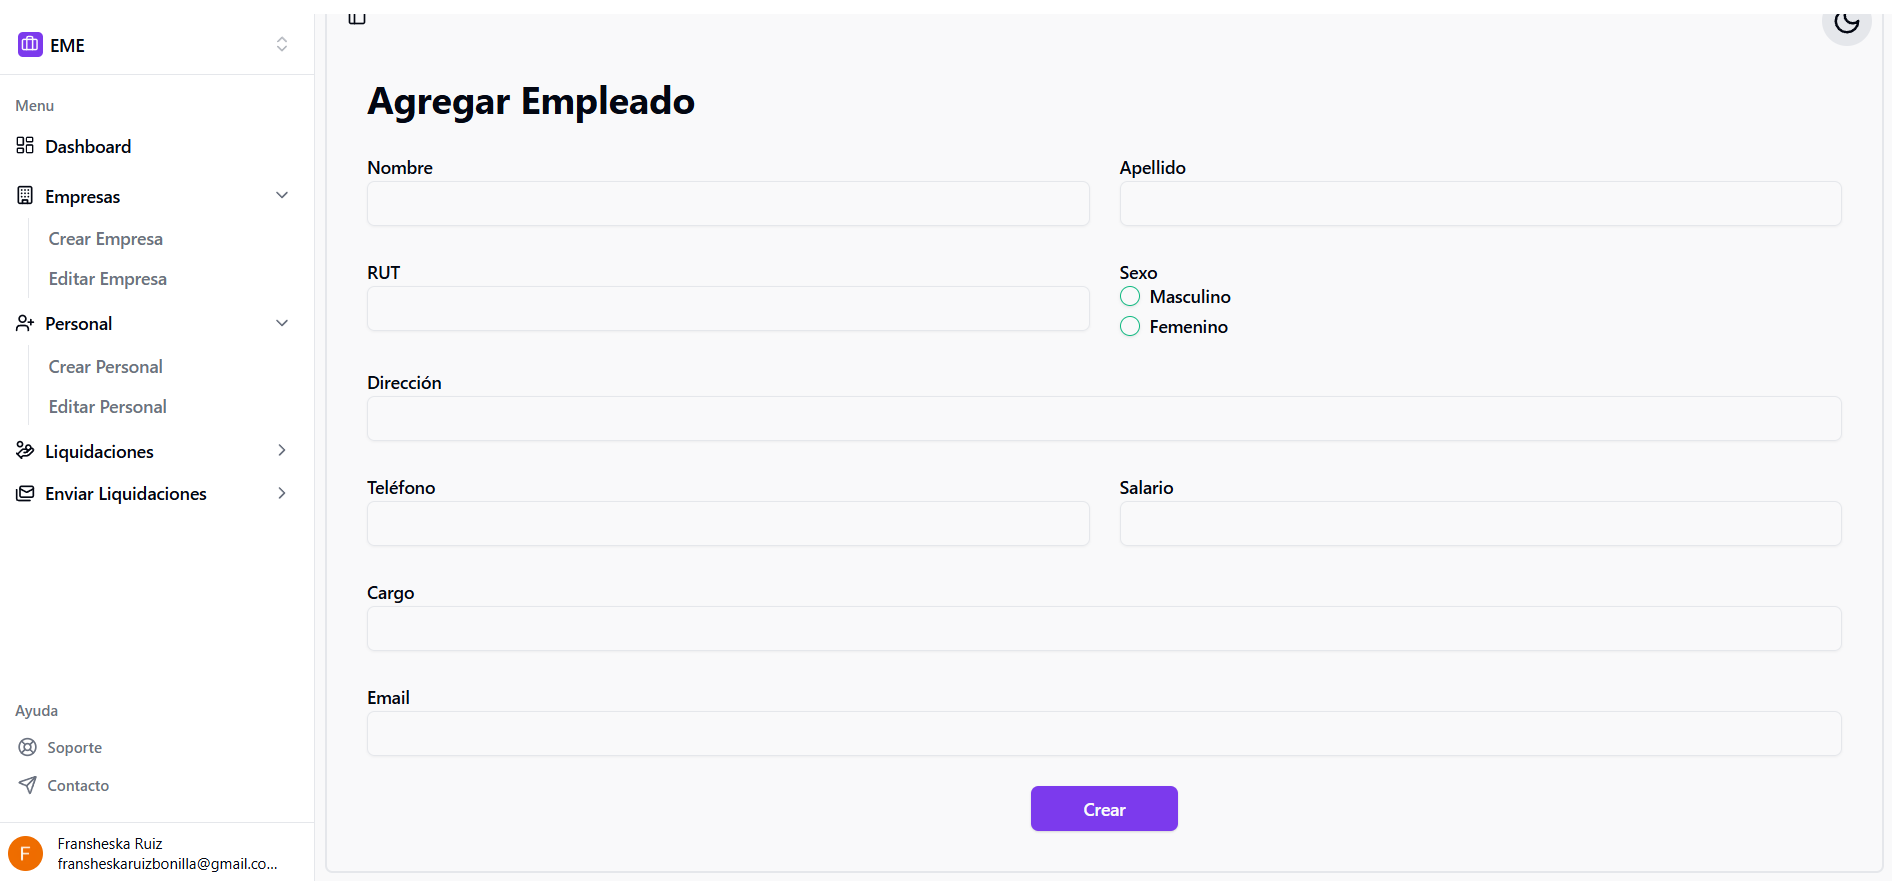 EME
Menu
Dashboard
Empresas
Crear Empresa
Editar Empresa
Personal
Crear Personal
Editar Personal
Liquidaciones
Enviar Liquidaciones
Ayuda
Soporte
Contacto
F
Fransheska Ruiz
fransheskaruizbonilla@gmail.co...
Agregar Empleado
Nombre
Apellido
RUT
Sexo
Masculino
Femenino
Dirección
Teléfono
Salario
Cargo
Email
Crear